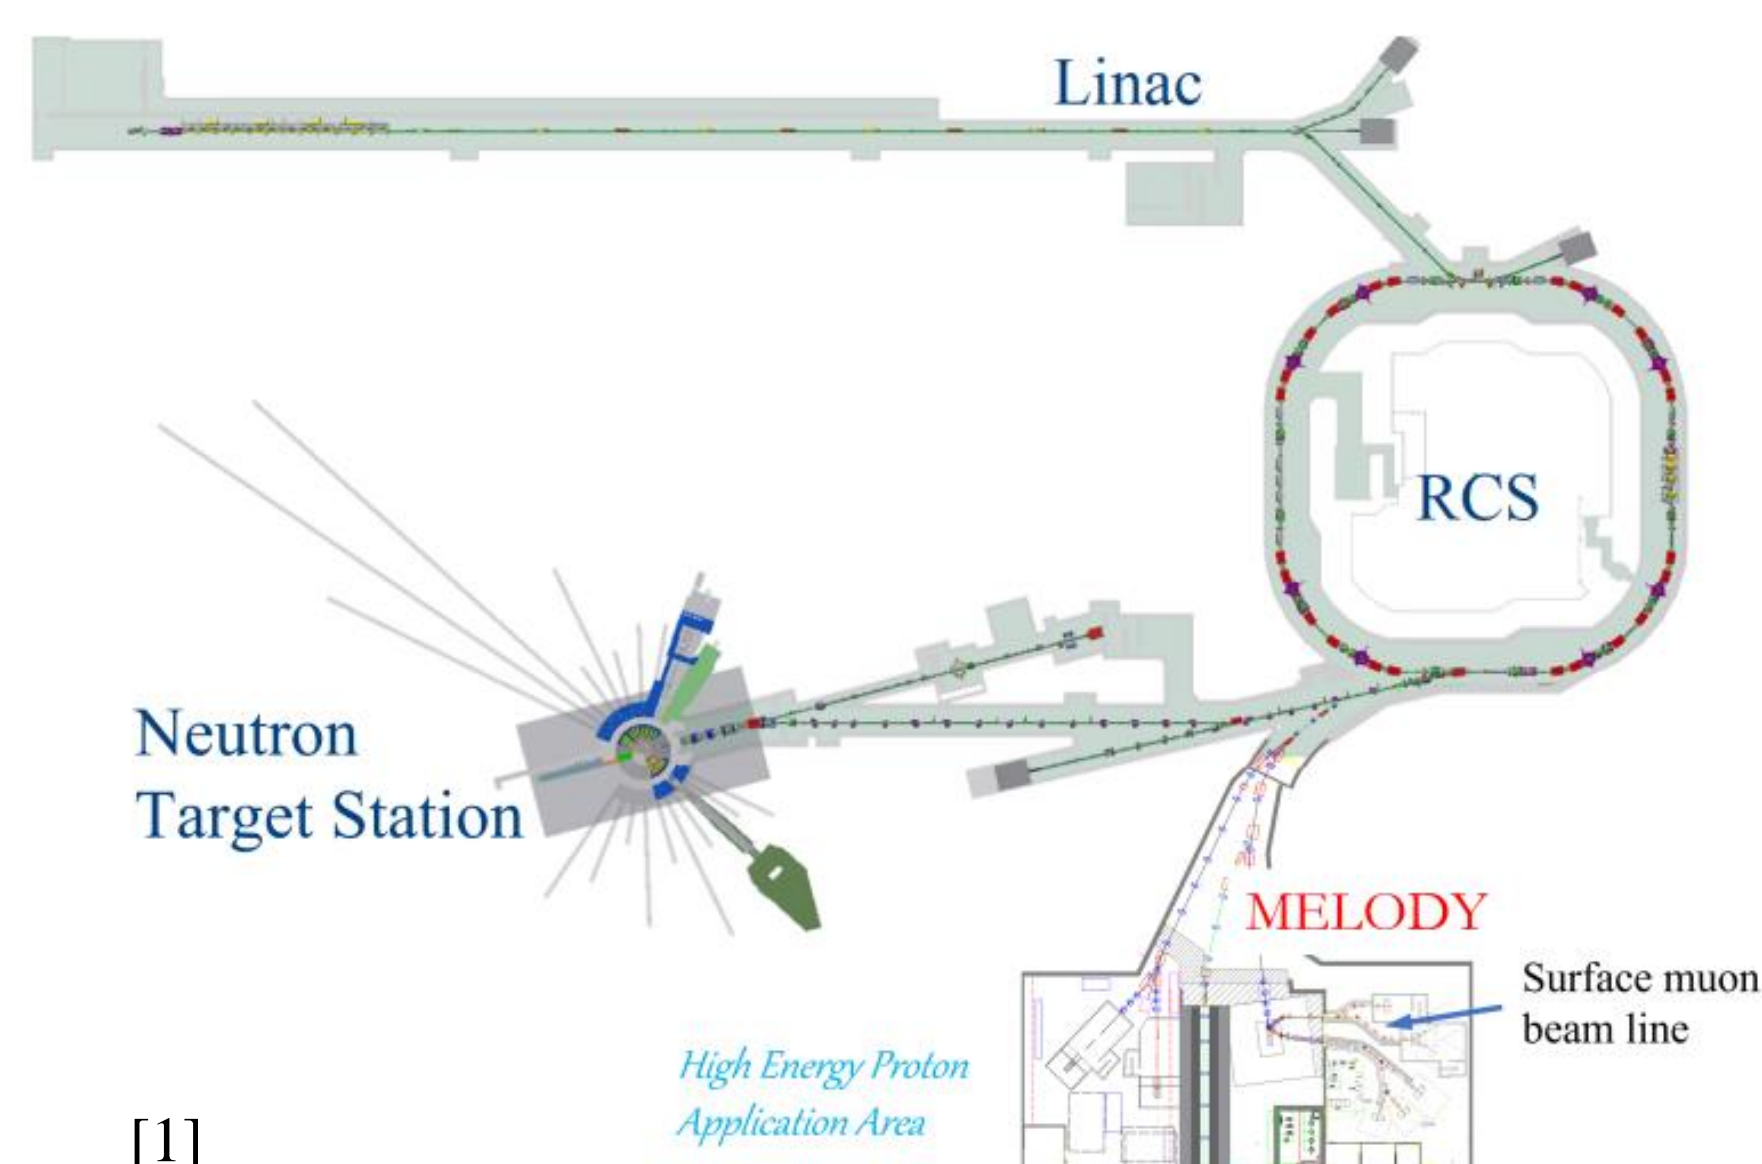 Linac
RCS
Neutron
Target Station
MELODY
Surface muon
beam line
High Energy Proton
Application Area
[1]